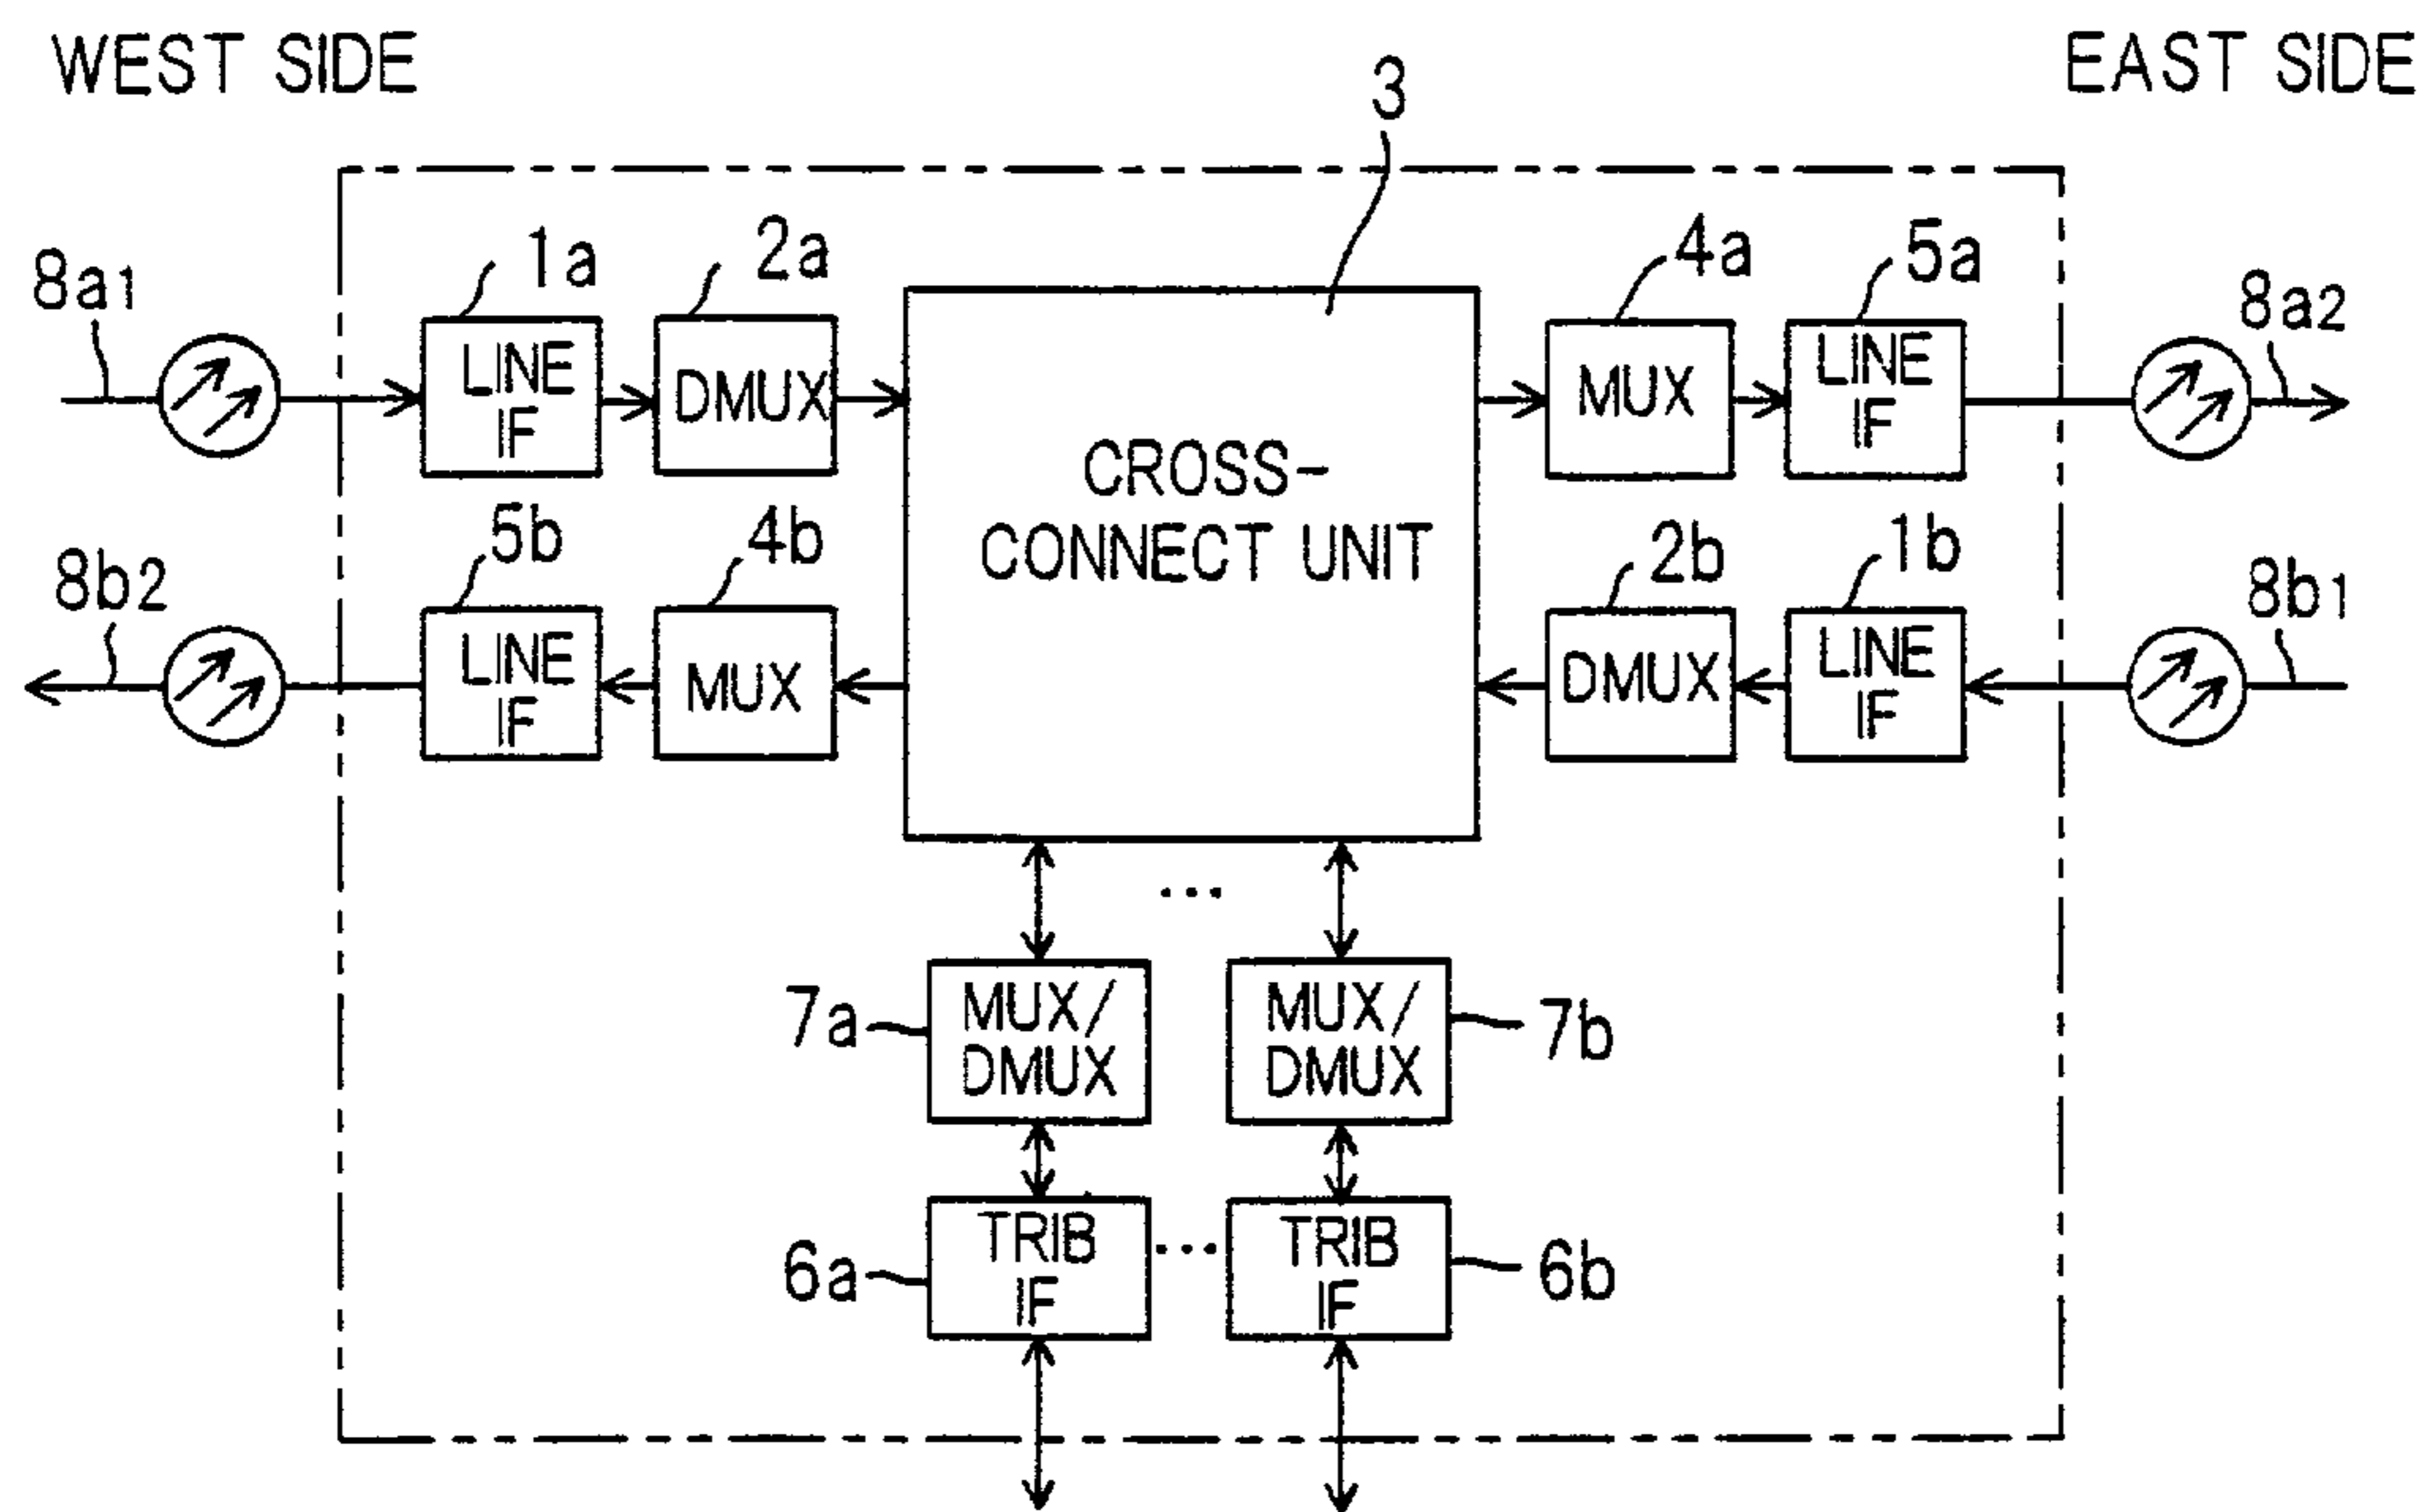 WEST SIDE
EAST SIDE
3
8a1
1a
2a
4a
5a
8a2
LINE
IF
DMUX
CROSS-
CONNECT UNIT
MUX
LINE
IF
8b2
5b
4b
2b
1b
8b1
LINE
IF
MUX
DMUX
LINE
IF
...
7a
MUX/
DMUX
MUX/
DMUX
7b
6a
TRIB
IF
...
TRIB
IF
6b